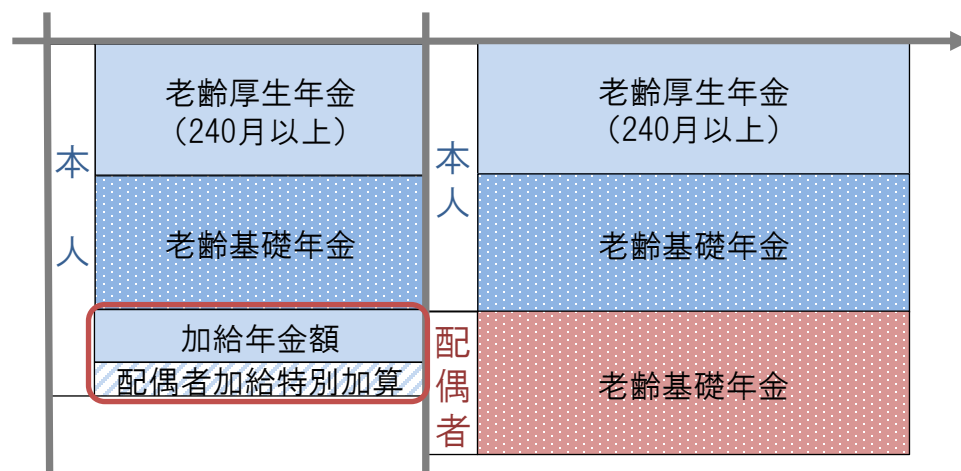 本人
老齢厚生年金
（240月以上）
老齢基礎年金
加給年金額
配偶者加給特別加算
本人
老齢厚生年金
（240月以上）
老齢基礎年金
配偶者
老齢基礎年金